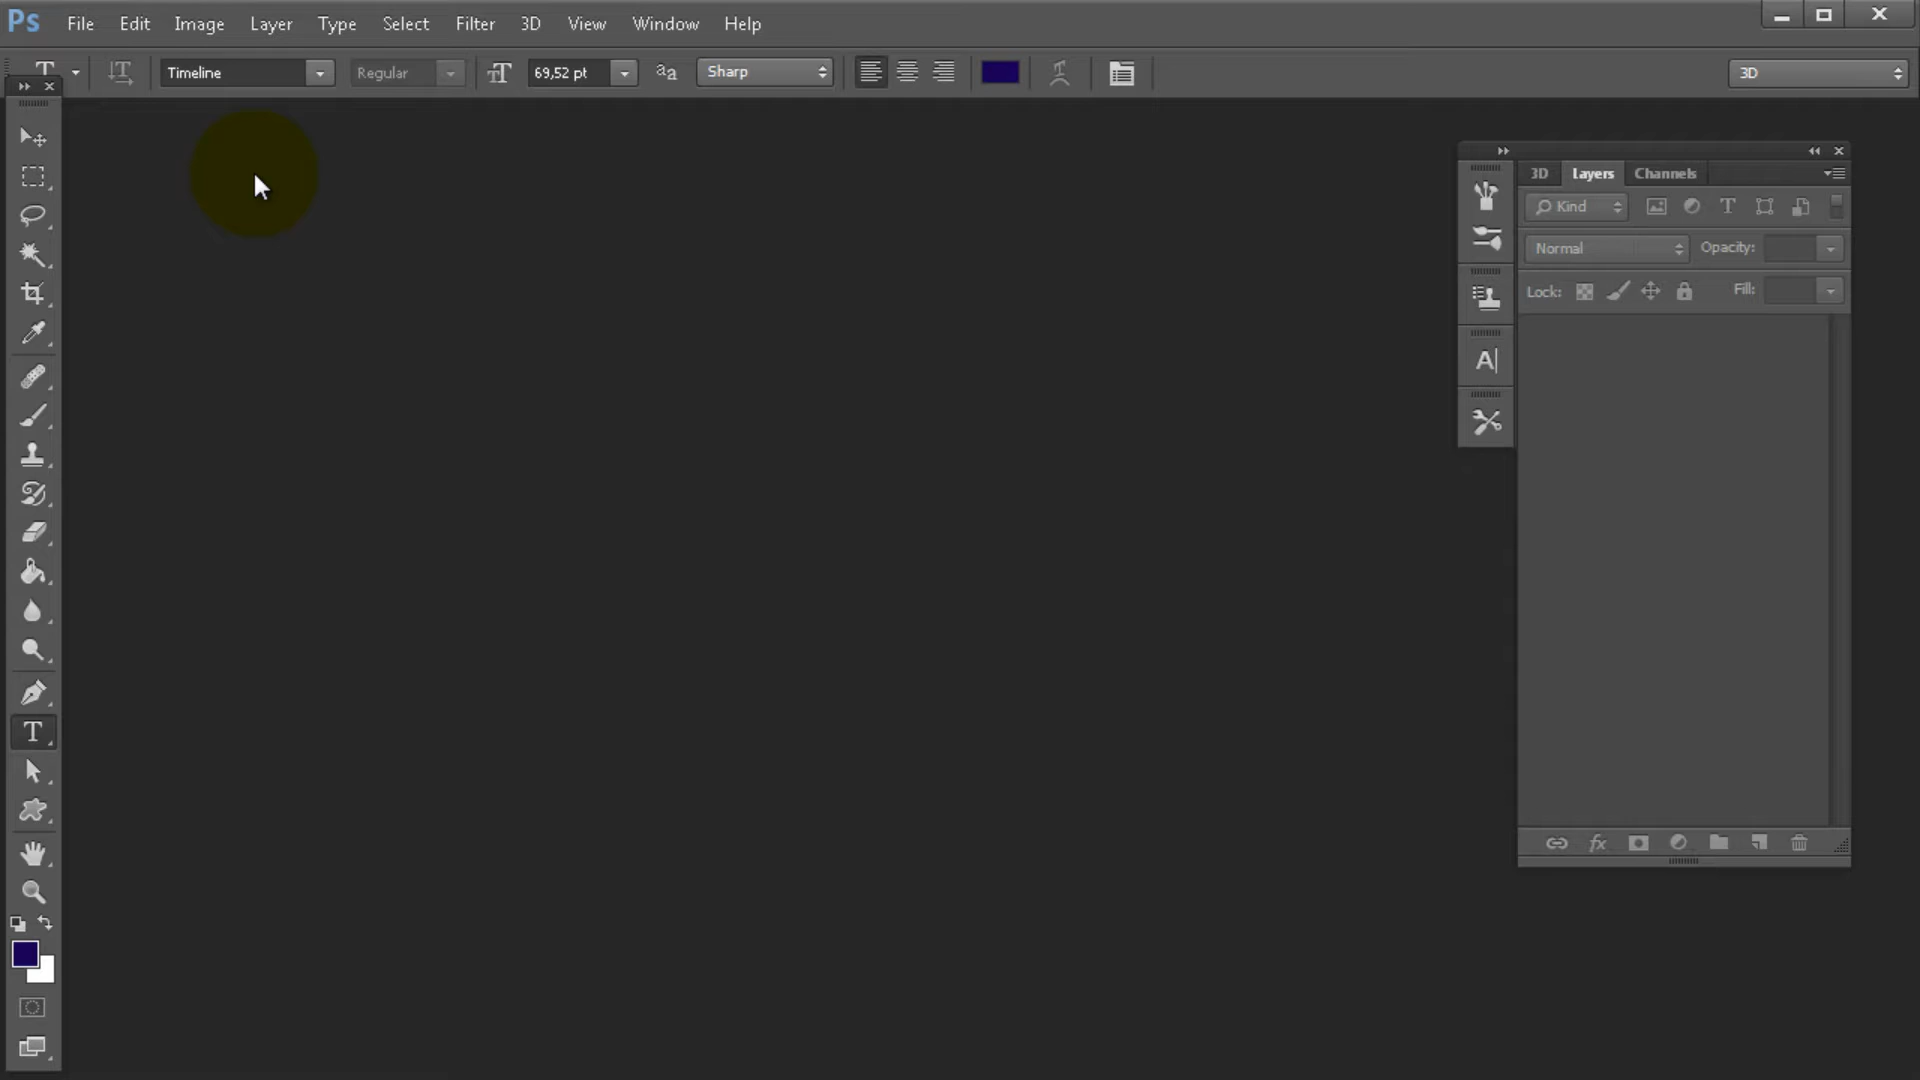 Ps File Edit Image Layer Type Select Filter 3D View Window Help
T Timeline Regular 69,52 pt aa Sharp 3D
3D Layers Channels
Kind T
Normal Opacity:
Lock: Fill:
A|
fx
T